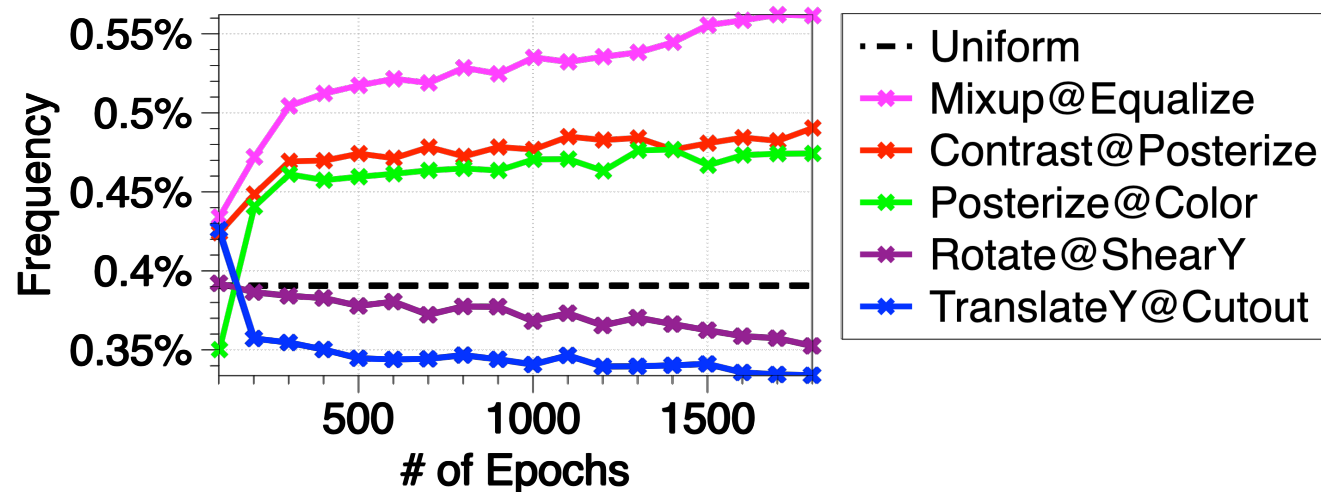 0.55%
0.5%
0.45%
0.4%
0.35%
Frequency
500 1000 1500
# of Epochs
Uniform
Mixup@Equalize
Contrast@Posterize
Posterize@Color
Rotate@ShearY
TranslateY@Cutout